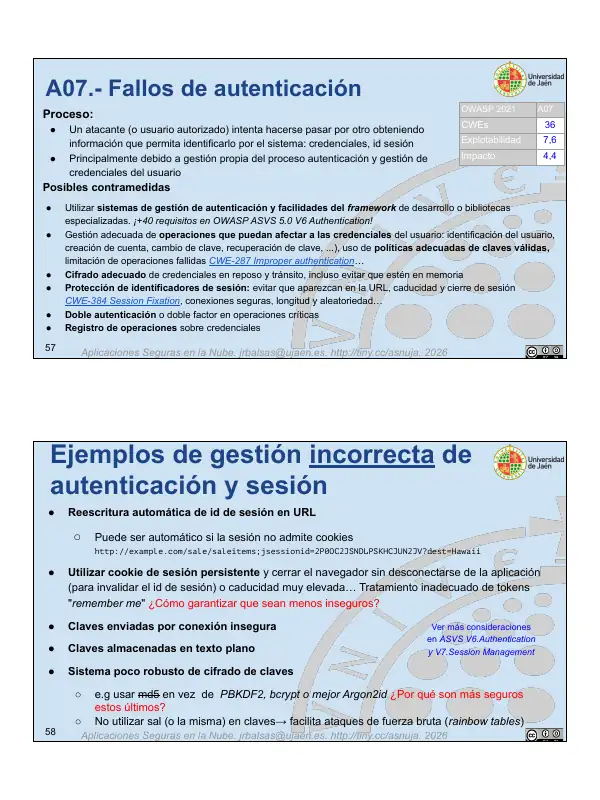 A07.- Fallos de autenticación
Universidad
de Jaén
OWASP 2021 A07
CWEs 36
Explotabilidad 7,6
Impacto 4,4
Proceso:
● Un atacante (o usuario autorizado) intenta hacerse pasar por otro obteniendo
información que permita identificarlo por el sistema: credenciales, id sesión
● Principalmente debido a gestión propia del proceso autenticación y gestión de
credenciales del usuario
Posibles contramedidas
● Utilizar sistemas de gestión de autenticación y facilidades del framework de desarrollo o bibliotecas
especializadas. ¡+40 requisitos en OWASP ASVS 5.0 V6 Authentication!
● Gestión adecuada de operaciones que puedan afectar a las credenciales del usuario: identificación del usuario,
creación de cuenta, cambio de clave, recuperación de clave, ...), uso de políticas adecuadas de claves válidas,
limitación de operaciones fallidas CWE-287 Improper authentication…
● Cifrado adecuado de credenciales en reposo y tránsito, incluso evitar que estén en memoria
● Protección de identificadores de sesión: evitar que aparezcan en la URL, caducidad y cierre de sesión
CWE-384 Session Fixation, conexiones seguras, longitud y aleatoriedad…
● Doble autenticación o doble factor en operaciones críticas
● Registro de operaciones sobre credenciales
57
Aplicaciones Seguras en la Nube. jrbalsas@ujaen.es. http://tiny.cc/asnuja. 2026
Ejemplos de gestión incorrecta de
autenticación y sesión
Universidad
de Jaén
● Reescritura automática de id de sesión en URL
○ Puede ser automático si la sesión no admite cookies
http://example.com/sale/saleitems;jsessionid=2P0OC2JSNDLPSKHCJUN2JV?dest=Hawaii
● Utilizar cookie de sesión persistente y cerrar el navegador sin desconectarse de la aplicación
(para invalidar el id de sesión) o caducidad muy elevada… Tratamiento inadecuado de tokens
"remember me" ¿Cómo garantizar que sean menos inseguros?
● Claves enviadas por conexión insegura
● Claves almacenadas en texto plano
Ver más consideraciones
en ASVS V6.Authentication
y V7.Session Management
● Sistema poco robusto de cifrado de claves
○ e.g usar md5 en vez de PBKDF2, bcrypt o mejor Argon2id ¿Por qué son más seguros
estos últimos?
○ No utilizar sal (o la misma) en claves→ facilita ataques de fuerza bruta (rainbow tables)
58
Aplicaciones Seguras en la Nube. jrbalsas@ujaen.es. http://tiny.cc/asnuja. 2026